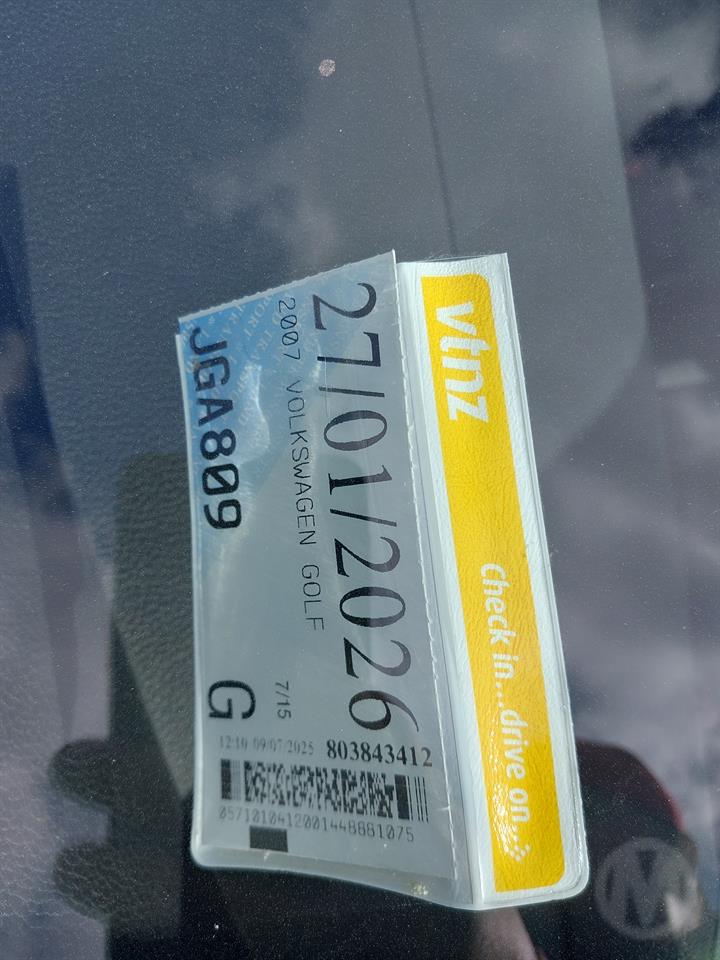 27/01/2026
2007 VOLKSWAGEN GOLF
JGA809
7/15
G
12:10 09/07/2025 803843412
0571010412001448881075
vtnz
check in...drive on...
M